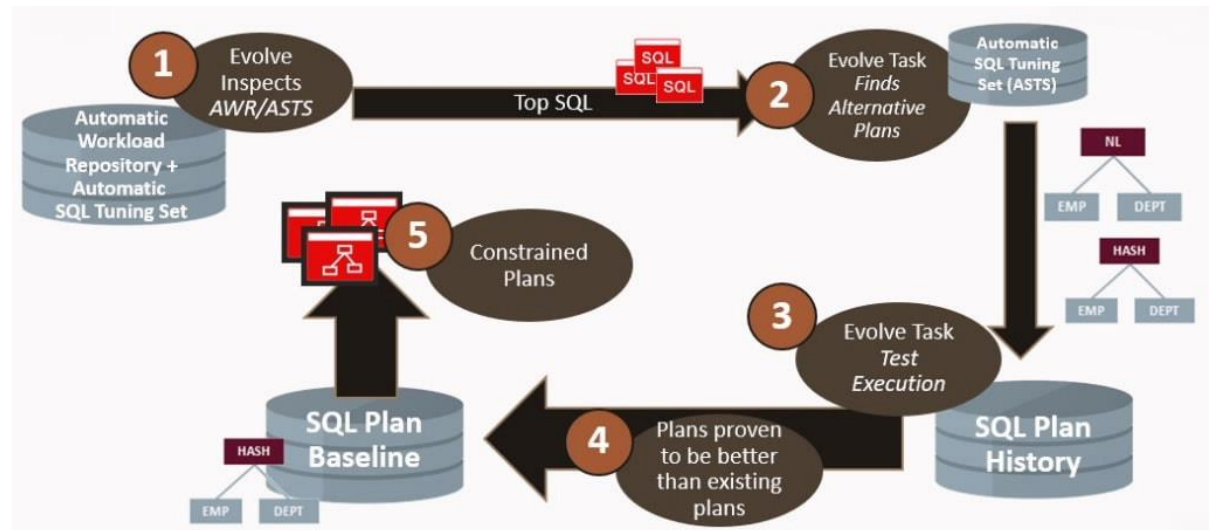 1
Evolve
Inspects
AWR/ASTS
Automatic
Workload
Repository +
Automatic
SQL Tuning Set
Top SQL
SQL
SQL
SQL
2
Evolve Task
Finds
Alternative
Plans
Automatic
SQL Tuning
Set (ASTS)
NL
EMP DEPT
HASH
EMP DEPT
3
Evolve Task
Test
Execution
SQL Plan
History
4
Plans proven
to be better
than existing
plans
SQL Plan
Baseline
HASH
EMP DEPT
5
Constrained
Plans